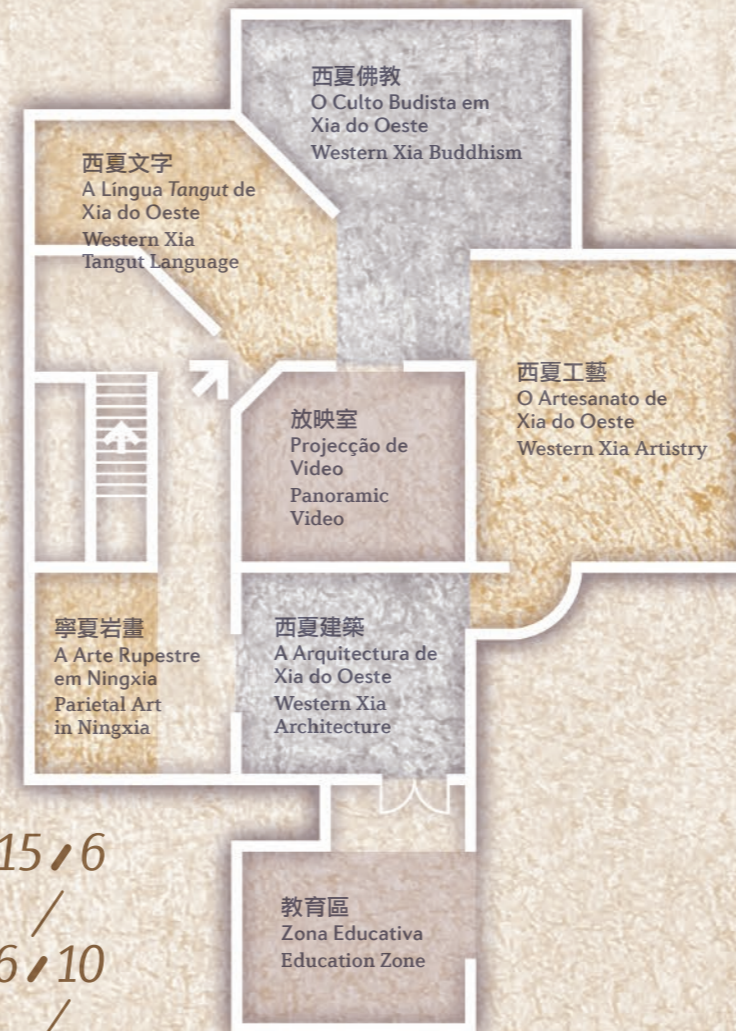 西夏佛教
O Culto Budista em
Xia do Oeste
Western Xia Buddhism
西夏文字
A Língua Tangut de
Xia do Oeste
Western Xia
Tangut Language
西夏工藝
O Artesanato de
Xia do Oeste
Western Xia Artistry
放映室
Projecção de
Video
Panoramic
Video
寧夏岩畫
A Arte Rupestre
em Ningxia
Parietal Art
in Ningxia
西夏建築
A Arquitectura de
Xia do Oeste
Western Xia
Architecture
15 / 6
/
6 / 10
/
教育區
Zona Educativa
Education Zone